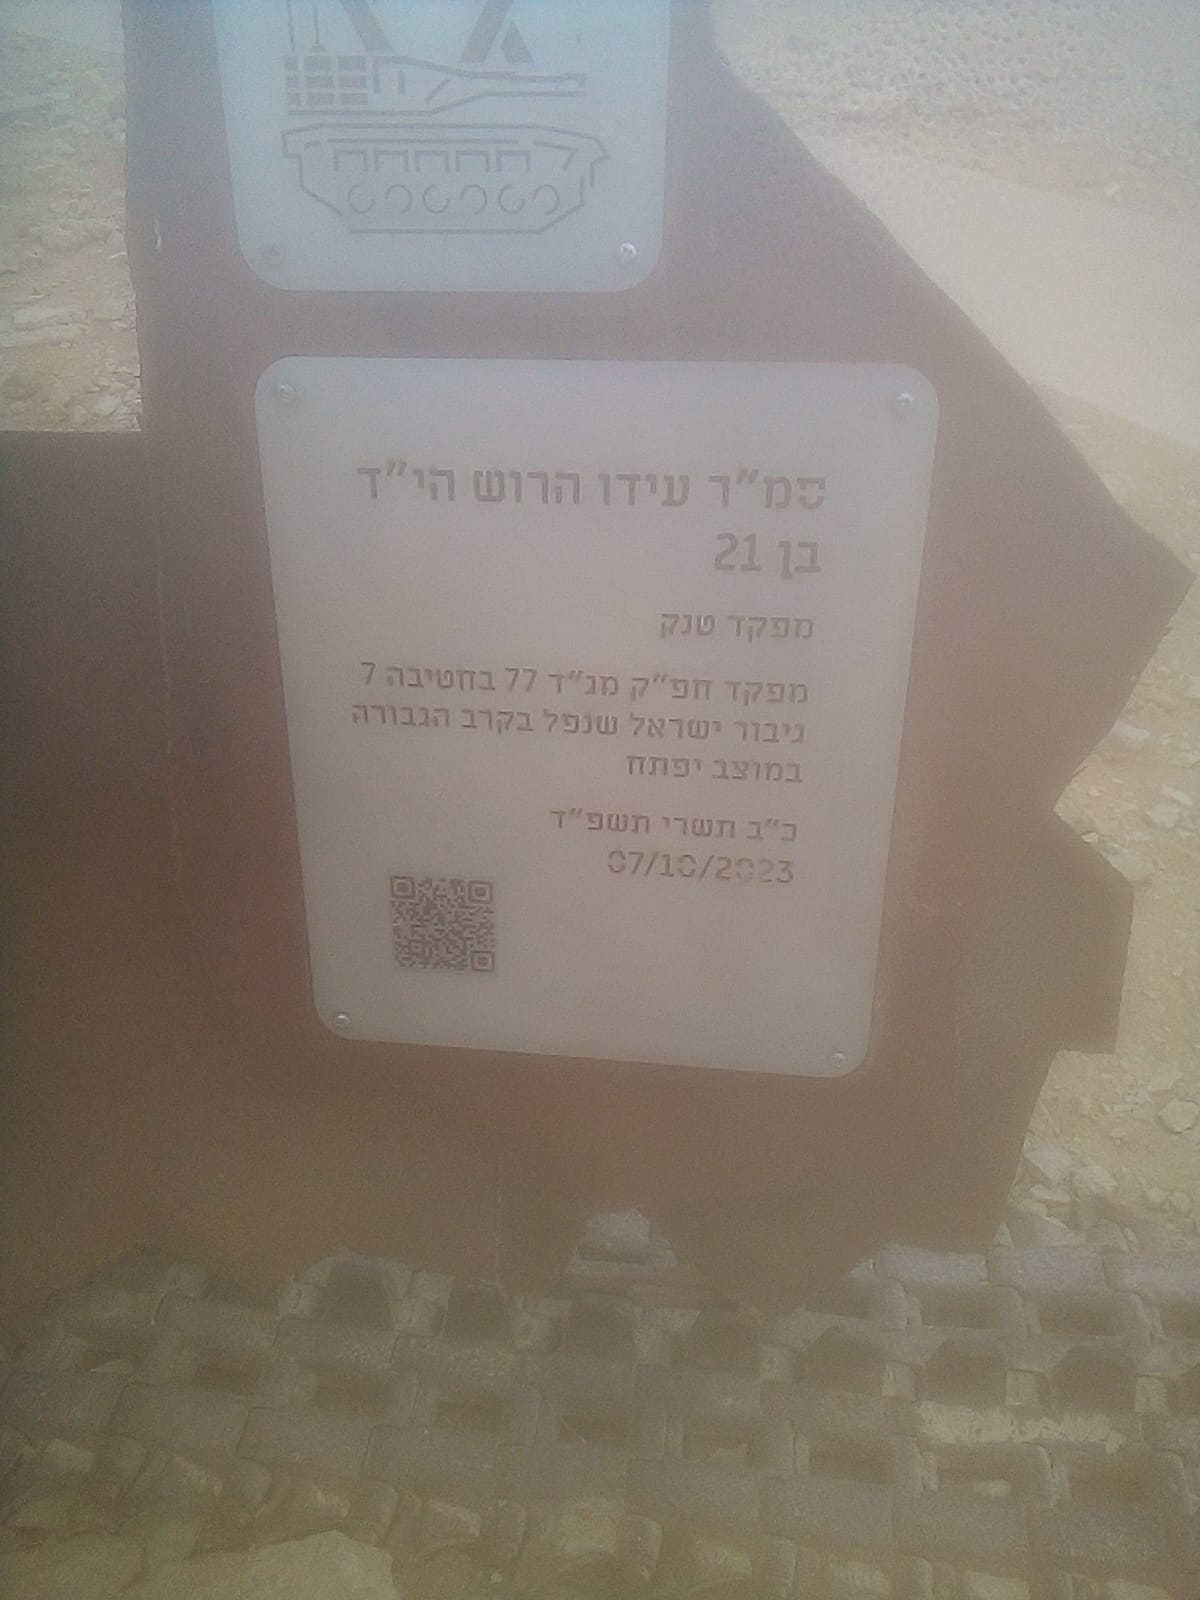 סמ״ר עידו הרוש הי״ד
בן 21
מפקד טנק
מפקד חפ״ק מג״ד 77 בחטיבה 7
גיבור ישראל שנפל בקרב הגבורה
במוצב יפתח
כ״ב תשרי תשפ״ד
07/10/2023